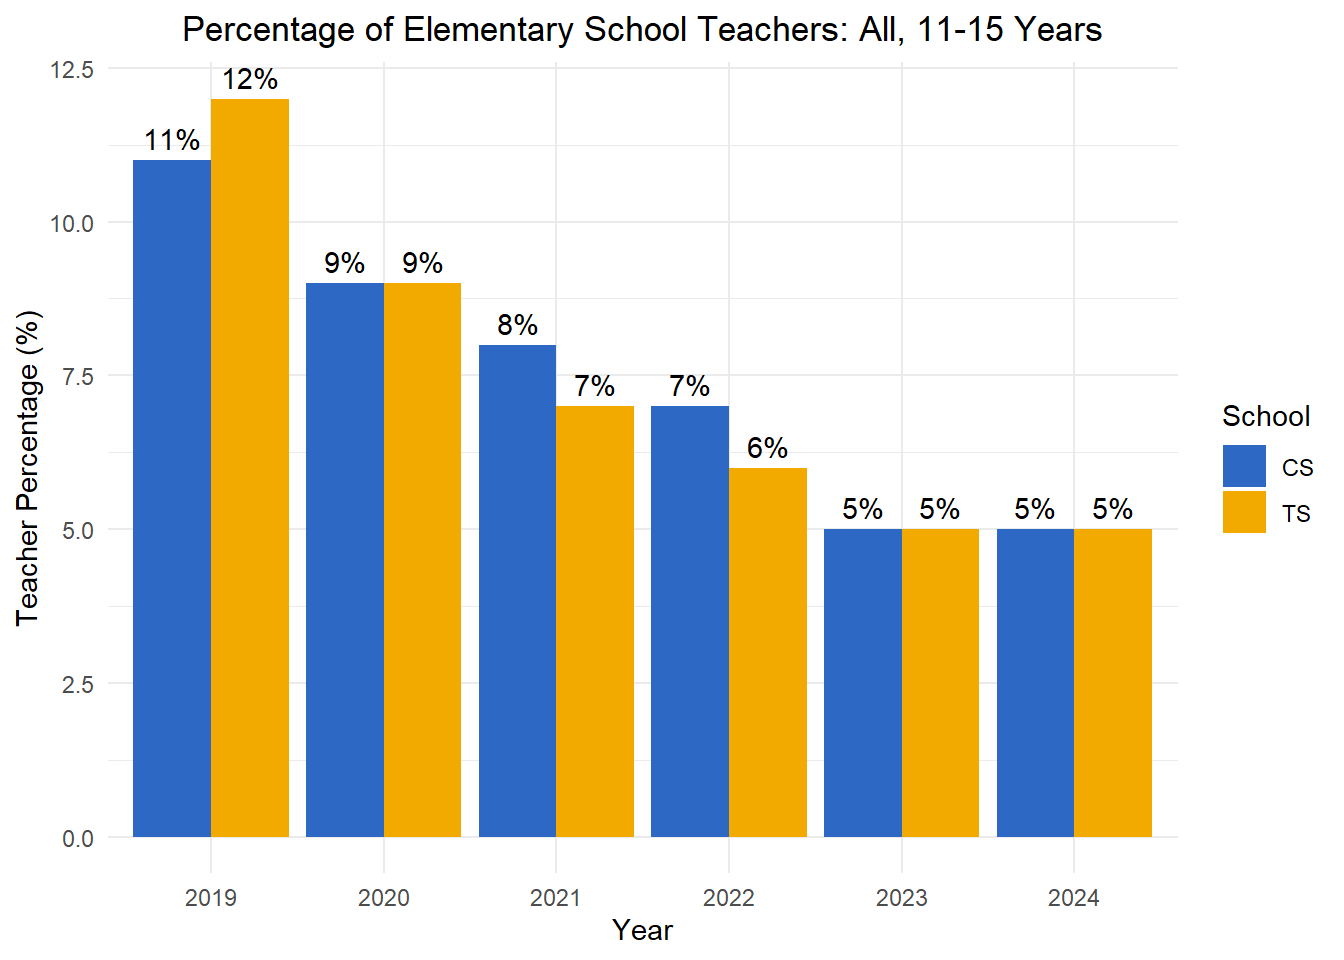 Percentage of Elementary School Teachers: All, 11-15 Years
Teacher Percentage (%)
12.5
10.0
7.5
5.0
2.5
0.0
11% 12%
9% 9%
8% 7%
7% 6%
5% 5%
5% 5%
2019 2020 2021 2022 2023 2024
Year
School
CS
TS